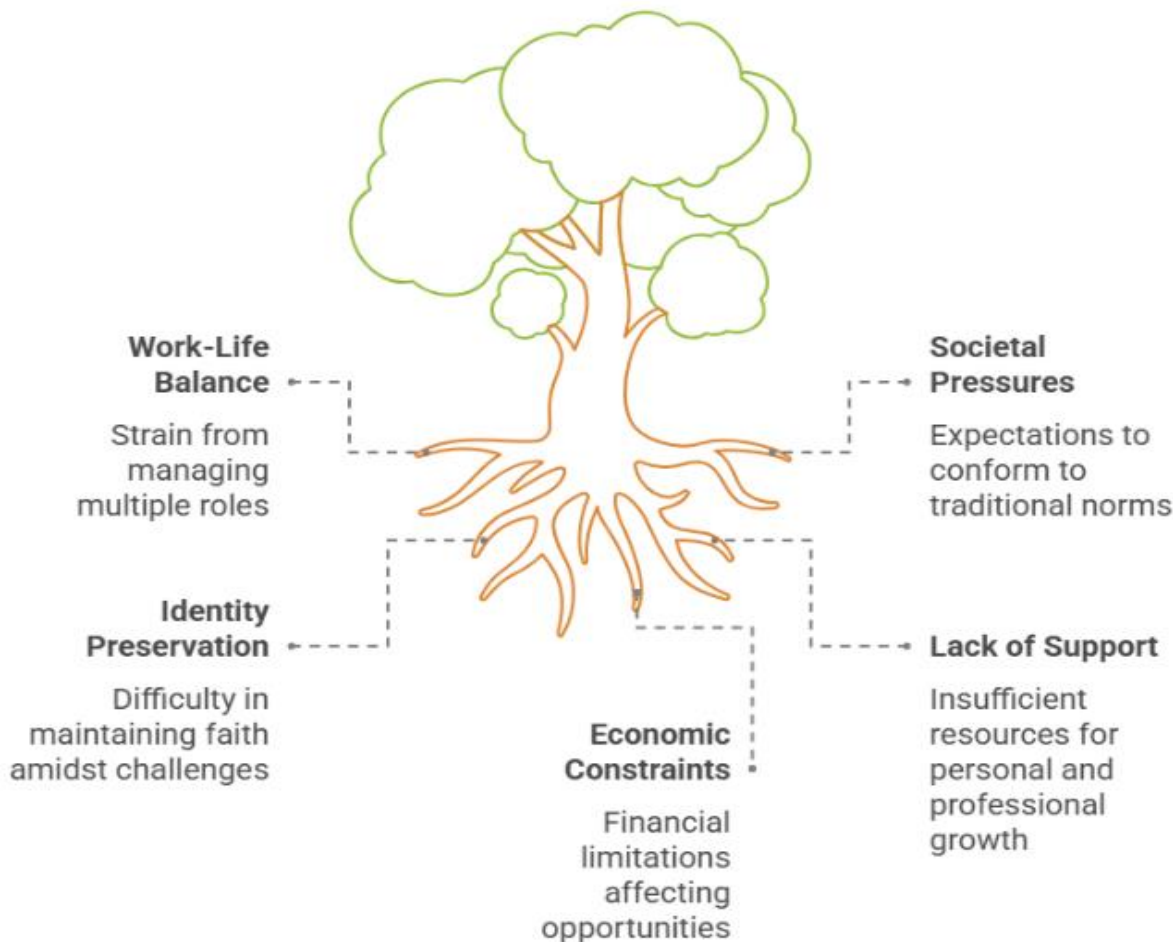 Work-Life
Balance
Strain from
managing
multiple roles
Societal
Pressures
Expectations to
conform to
traditional norms
Identity
Preservation
Difficulty in
maintaining faith
amidst challenges
Lack of Support
Insufficient
resources for
personal and
professional
growth
Economic
Constraints
Financial
limitations
affecting
opportunities